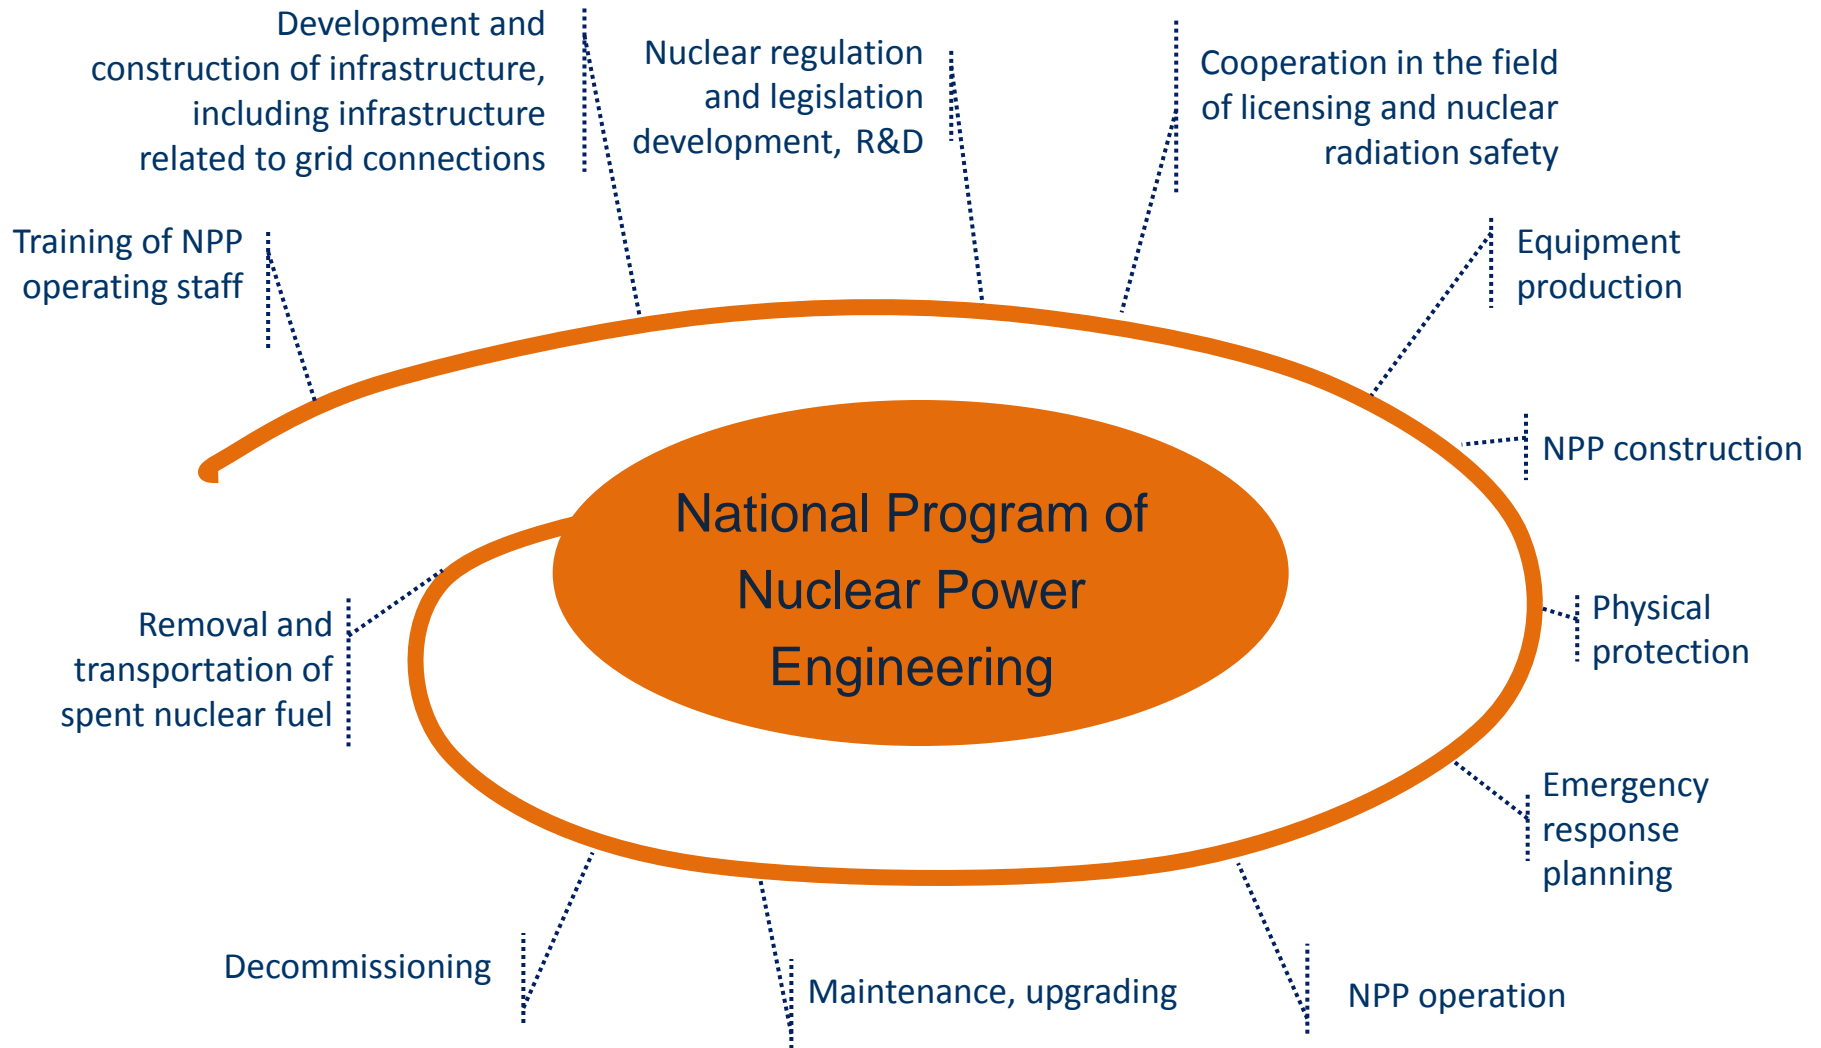 Development and
construction of infrastructure,
including infrastructure
related to grid connections
Nuclear regulation
and legislation
development, R&D
Cooperation in the field
of licensing and nuclear
radiation safety
Training of NPP
operating staff
Equipment
production
NPP construction
National Program of
Nuclear Power
Engineering
Physical
protection
Removal and
transportation of
spent nuclear fuel
Emergency
response
planning
Decommissioning
Maintenance, upgrading
NPP operation